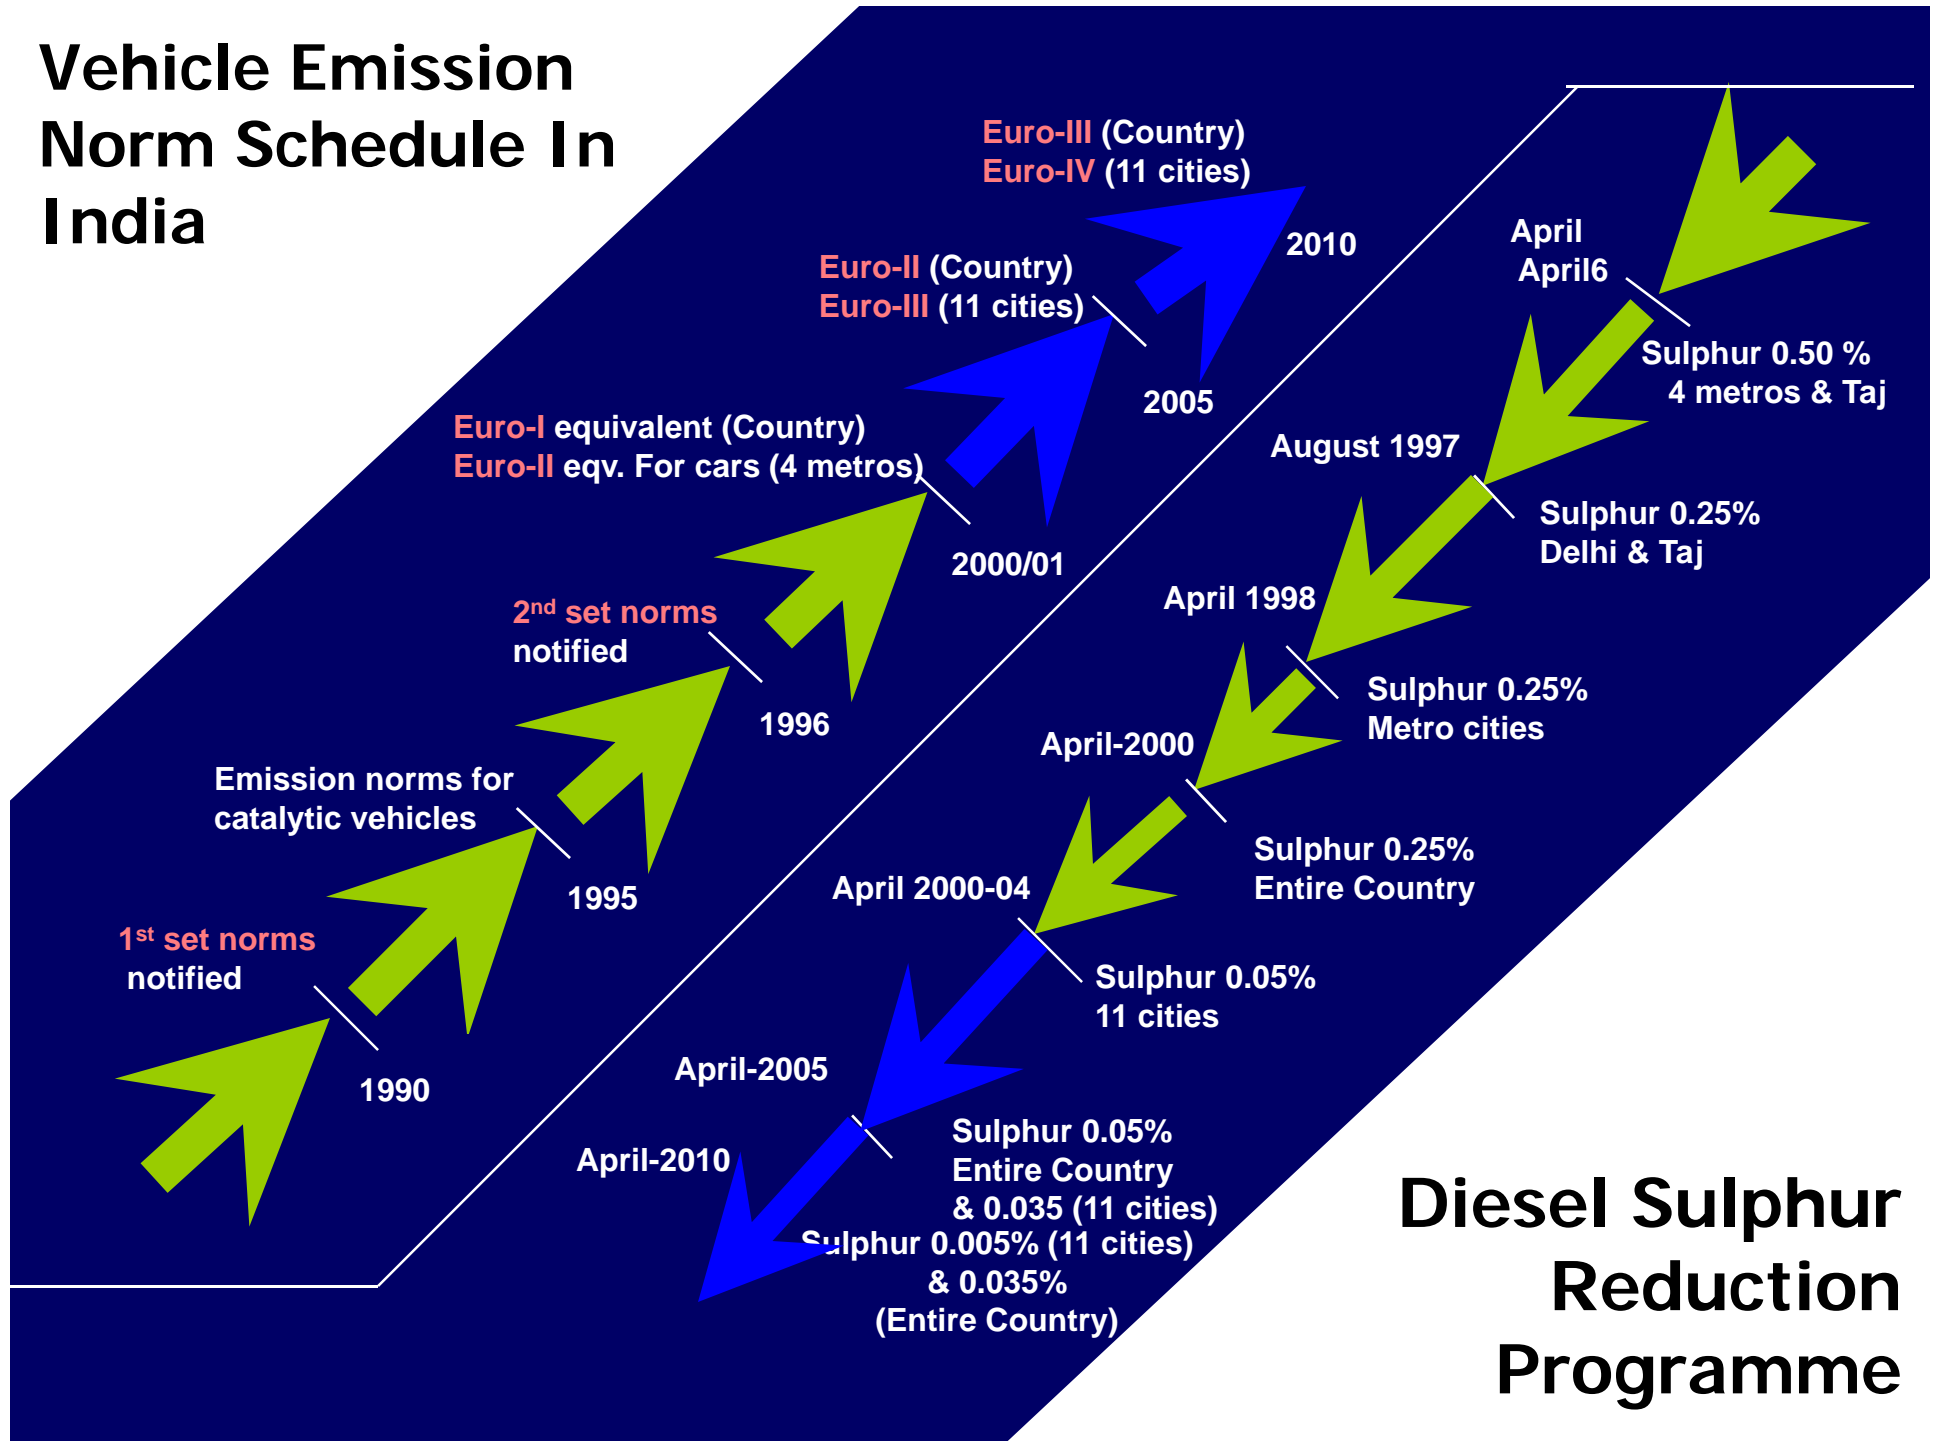 Vehicle Emission
Norm Schedule In
India
Euro-III (Country)
Euro-IV (11 cities)
2010
Euro-II (Country)
Euro-III (11 cities)
2005
Euro-I equivalent (Country)
Euro-II eqv. For cars (4 metros)
2000/01
2nd set norms
notified
1996
Emission norms for
catalytic vehicles
1995
1st set norms
notified
1990
April
April6
Sulphur 0.50 %
4 metros & Taj
August 1997
Sulphur 0.25%
Delhi & Taj
April 1998
Sulphur 0.25%
Metro cities
April-2000
Sulphur 0.25%
Entire Country
April 2000-04
Sulphur 0.05%
11 cities
April-2005
Sulphur 0.05%
Entire Country
& 0.035 (11 cities)
April-2010
Sulphur 0.005% (11 cities)
& 0.035%
(Entire Country)
Diesel Sulphur
Reduction
Programme